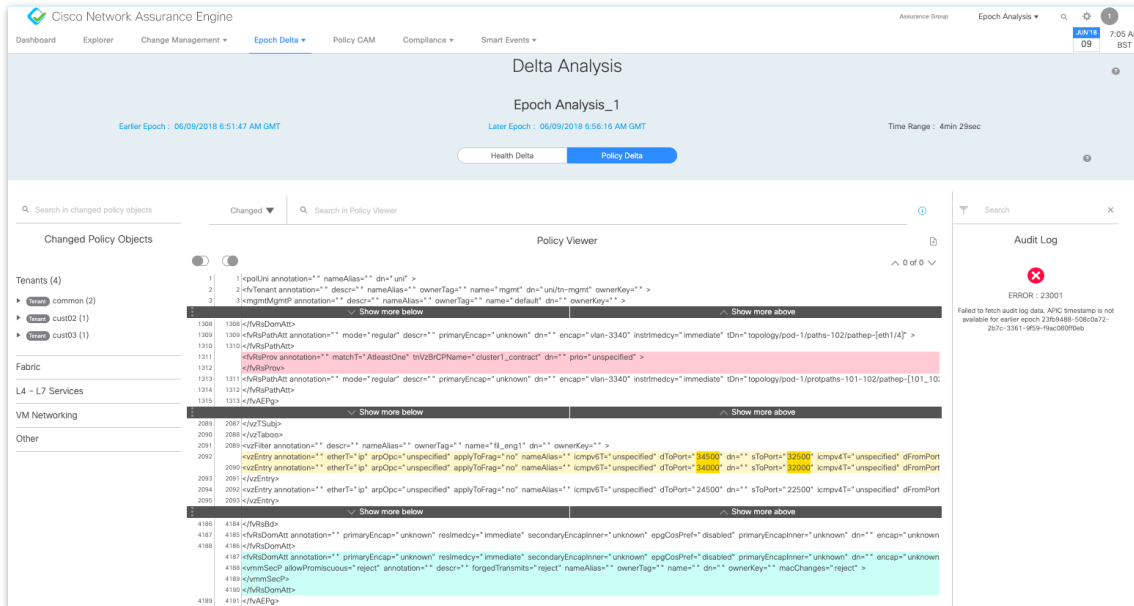 Cisco Network Assurance Engine
Assurance Group
Epoch Analysis
1
Dashboard Explorer Change Management Epoch Delta Policy CAM Compliance Smart Events
JUN'18
09
7:05 A
BST
Delta Analysis
Epoch Analysis_1
Earlier Epoch : 06/09/2018 6:51:47 AM GMT
Later Epoch : 06/09/2018 6:56:16 AM GMT
Time Range : 4min 29sec
Health Delta Policy Delta
Search in changed policy objects
Changed
Search in Policy Viewer
Search
Changed Policy Objects
Tenants (4)
Tenant common (2)
Tenant cust02 (1)
Tenant cust03 (1)
Fabric
L4 - L7 Services
VM Networking
Other
Policy Viewer
0 of 0
1 1 <polUni annotation="" nameAlias="" dn="uni" >
2 2 <fvTenant annotation="" descr="" nameAlias="" ownerTag="" name="mgmt" dn="uni/tn-mgmt" ownerKey="" >
3 3 <mgmtMgmtP annotation="" descr="" nameAlias="" ownerTag="" name="default" dn="" ownerKey="" >
Show more below Show more above
1308 1308 </fvRsDomAtt>
1309 1309 <fvRsPathAtt annotation="" mode="regular" descr="" primaryEncap="unknown" dn="" encap="vlan-3340" instrImedcy="immediate" tDn="topology/pod-1/paths-102/pathep-[eth1/4]" >
1310 1310 </fvRsPathAtt>
1311 <fvRsProv annotation="" matchT="AtleastOne" tnVzBrCPName="cluster1_contract" dn="" prio="unspecified" >
1312 </fvRsProv>
1313 1311 <fvRsPathAtt annotation="" mode="regular" descr="" primaryEncap="unknown" dn="" encap="vlan-3340" instrImedcy="immediate" tDn="topology/pod-1/protpaths-101-102/pathep-[101_102
1314 1312 </fvRsPathAtt>
1315 1313 </fvAEPg>
Show more below Show more above
2089 2087 </vzTSubj>
2090 2088 </vzTaboo>
2091 2089 <vzFilter annotation="" descr="" nameAlias="" ownerTag="" name="fil_eng1" dn="" ownerKey="" >
2092 <vzEntry annotation="" etherT="ip" arpOpc="unspecified" applyToFrag="no" nameAlias="" icmpv6T="unspecified" dToPort="34500" dn="" sToPort="32500" icmpv4T="unspecified" dFromPort
2090 <vzEntry annotation="" etherT="ip" arpOpc="unspecified" applyToFrag="no" nameAlias="" icmpv6T="unspecified" dToPort="34000" dn="" sToPort="32000" icmpv4T="unspecified" dFromPort
2093 2091 </vzEntry>
2094 2092 <vzEntry annotation="" etherT="ip" arpOpc="unspecified" applyToFrag="no" nameAlias="" icmpv6T="unspecified" dToPort="24500" dn="" sToPort="22500" icmpv4T="unspecified" dFromPort
2095 2093 </vzEntry>
Show more below Show more above
4186 4184 </fvRsBd>
4187 4185 <fvRsDomAtt annotation="" primaryEncap="unknown" resImedcy="immediate" secondaryEncapInner="unknown" epgCosPref="disabled" primaryEncapInner="unknown" dn="" encap="unknown
4188 4186 </fvRsDomAtt>
4187 <fvRsDomAtt annotation="" primaryEncap="unknown" resImedcy="immediate" secondaryEncapInner="unknown" epgCosPref="disabled" primaryEncapInner="unknown" dn="" encap="unknown
4188 <vmmSecP allowPromiscuous="reject" annotation="" descr="" forgedTransmits="reject" nameAlias="" ownerTag="" name="" dn="" ownerKey="" macChanges="reject" >
4189 </vmmSecP>
4190 </fvRsDomAtt>
4189 4191 </fvAEPg>
Audit Log
ERROR : 23001
Failed to fetch audit log data. APIC timestamp is not
available for earlier epoch 23fb9488-508c0a72-
2b7c-3361-9f59-f9ac080ff0eb